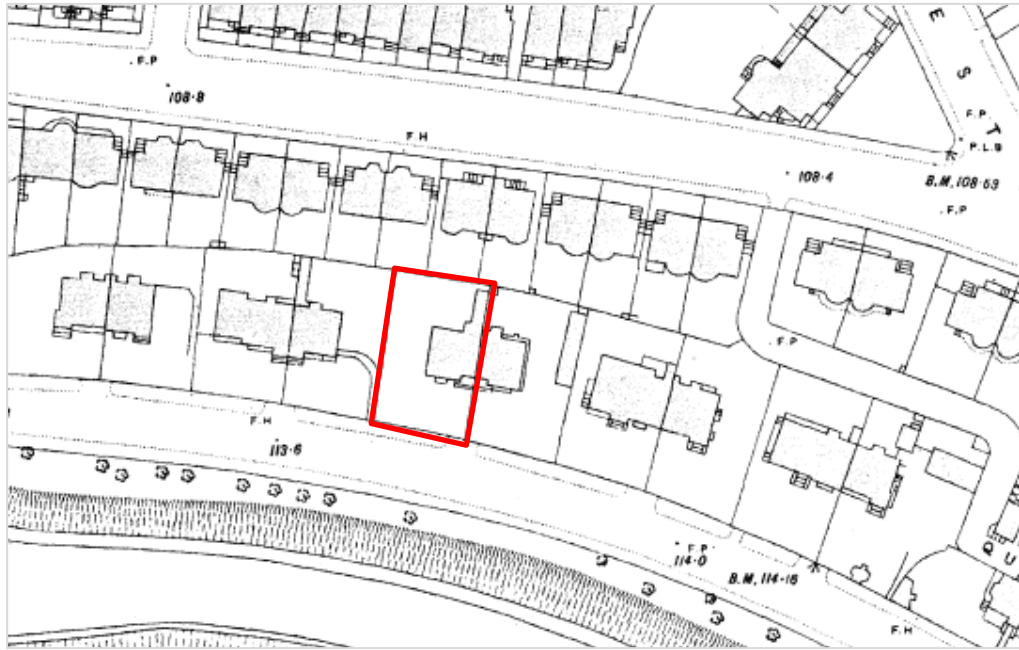 E
S
T
F.P
108·8
F.H
F.P.
P.L.B
108·4
B.M. 108·53
F.P
F.P
F.H
113·6
F.P
114·0
B.M. 114·16
Q U
F.H